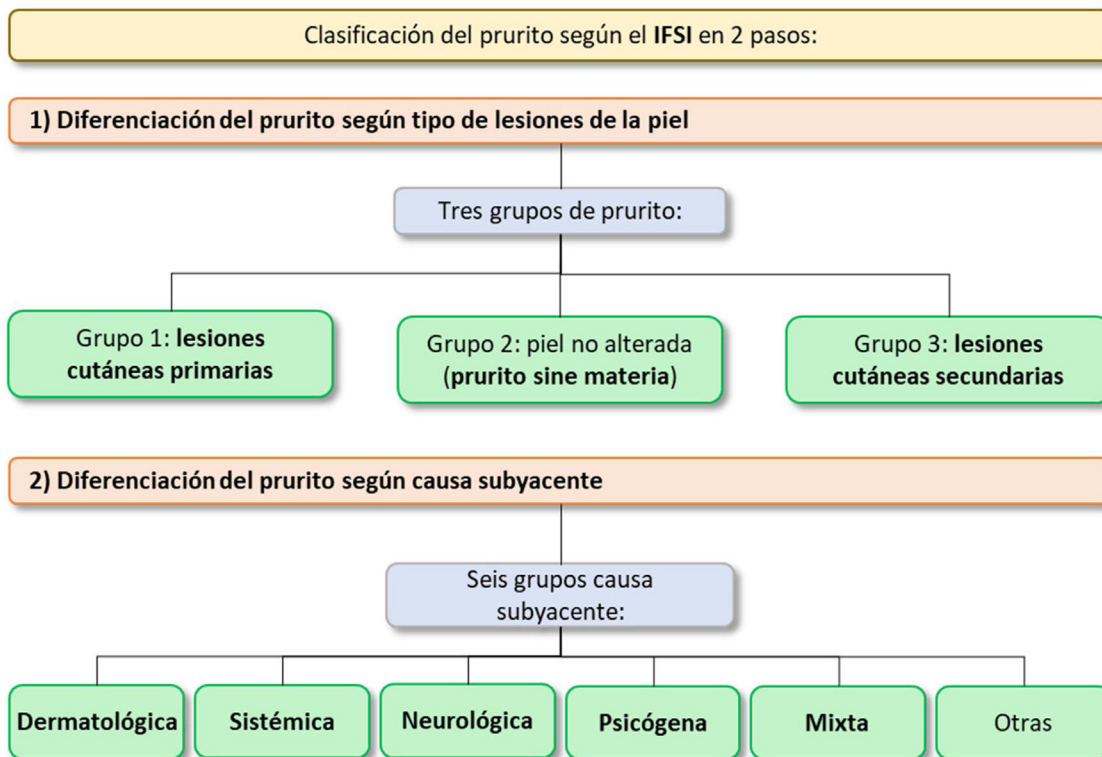 Clasificación del prurito según el IFSI en 2 pasos:
1) Diferenciación del prurito según tipo de lesiones de la piel
Tres grupos de prurito:
Grupo 1: lesiones
cutáneas primarias
Grupo 2: piel no alterada
(prurito sine materia)
Grupo 3: lesiones
cutáneas secundarias
2) Diferenciación del prurito según causa subyacente
Seis grupos causa
subyacente:
Dermatológica
Sistémica
Neurológica
Psicógena
Mixta
Otras